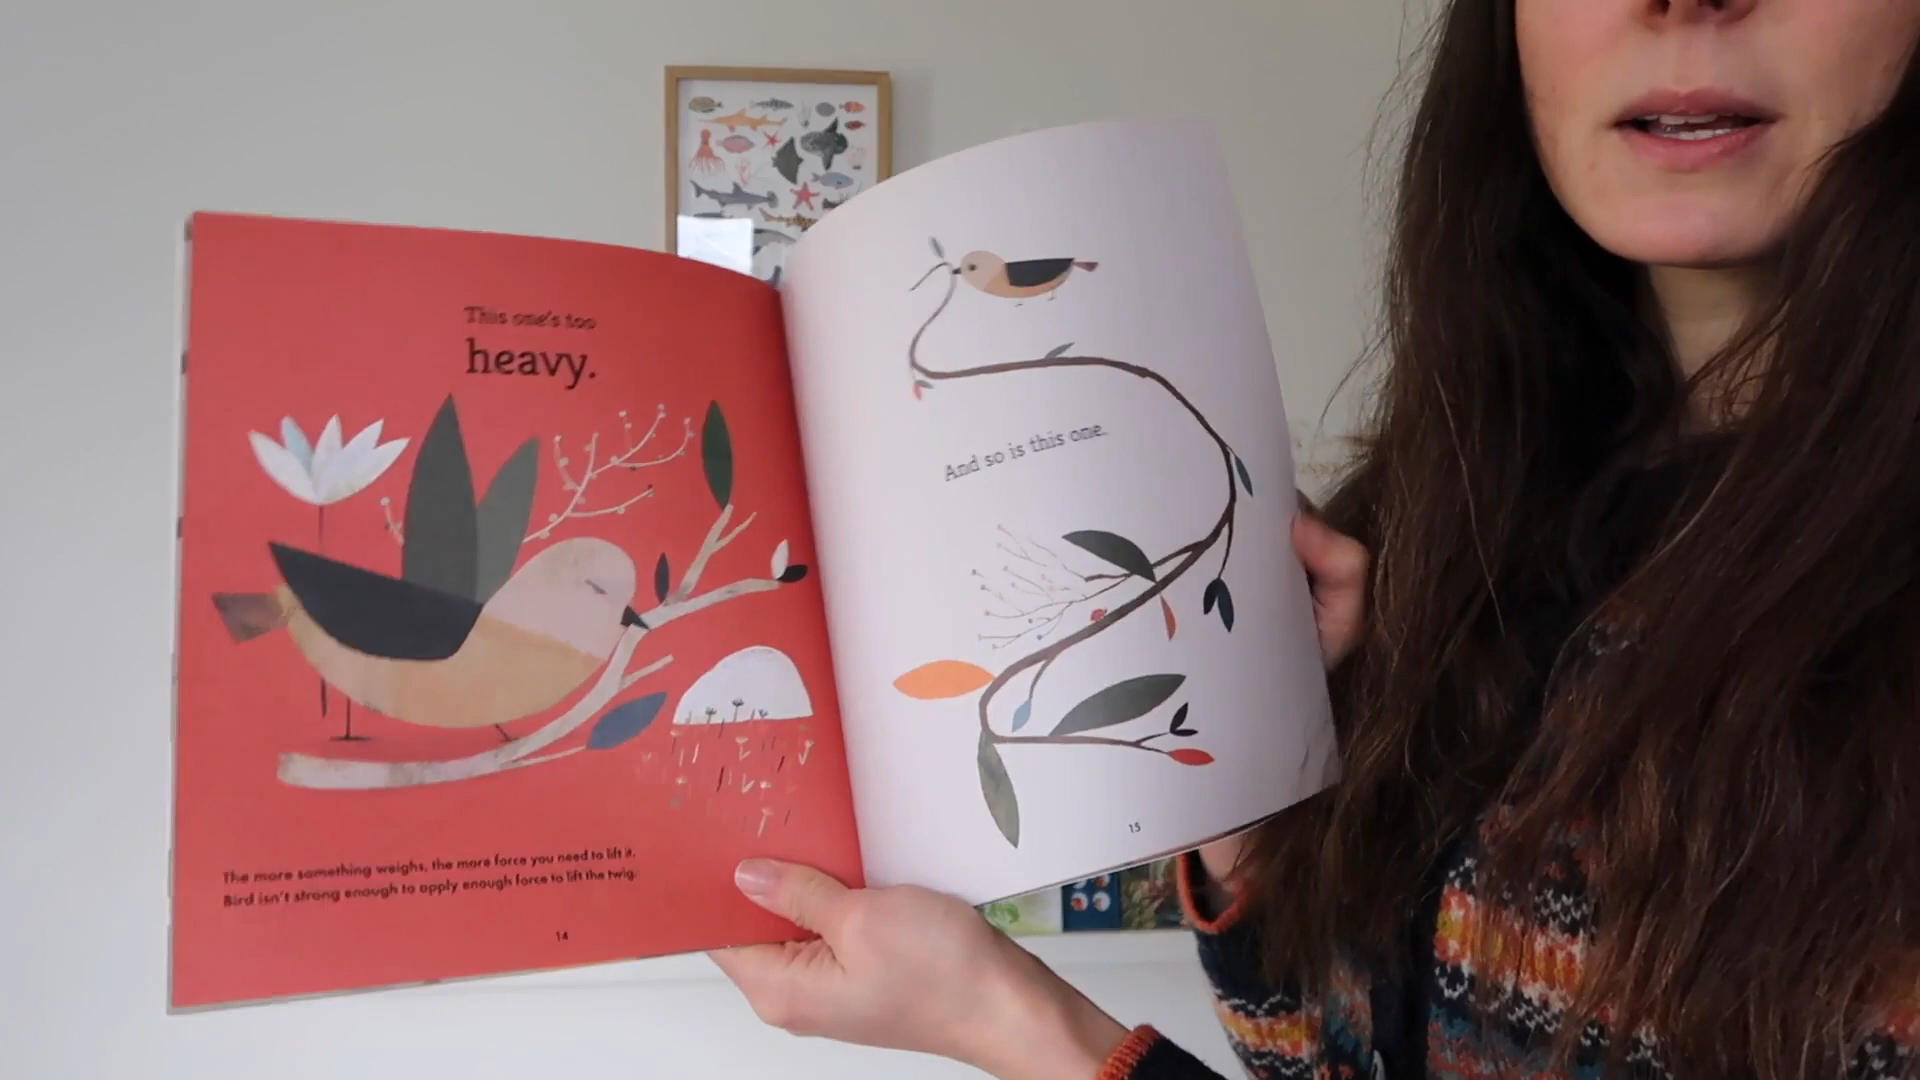 This one's too
heavy.
The more something weighs, the more force you need to lift it.
Bird isn't strong enough to apply enough force to lift the twig.
14
And so is this one.
15